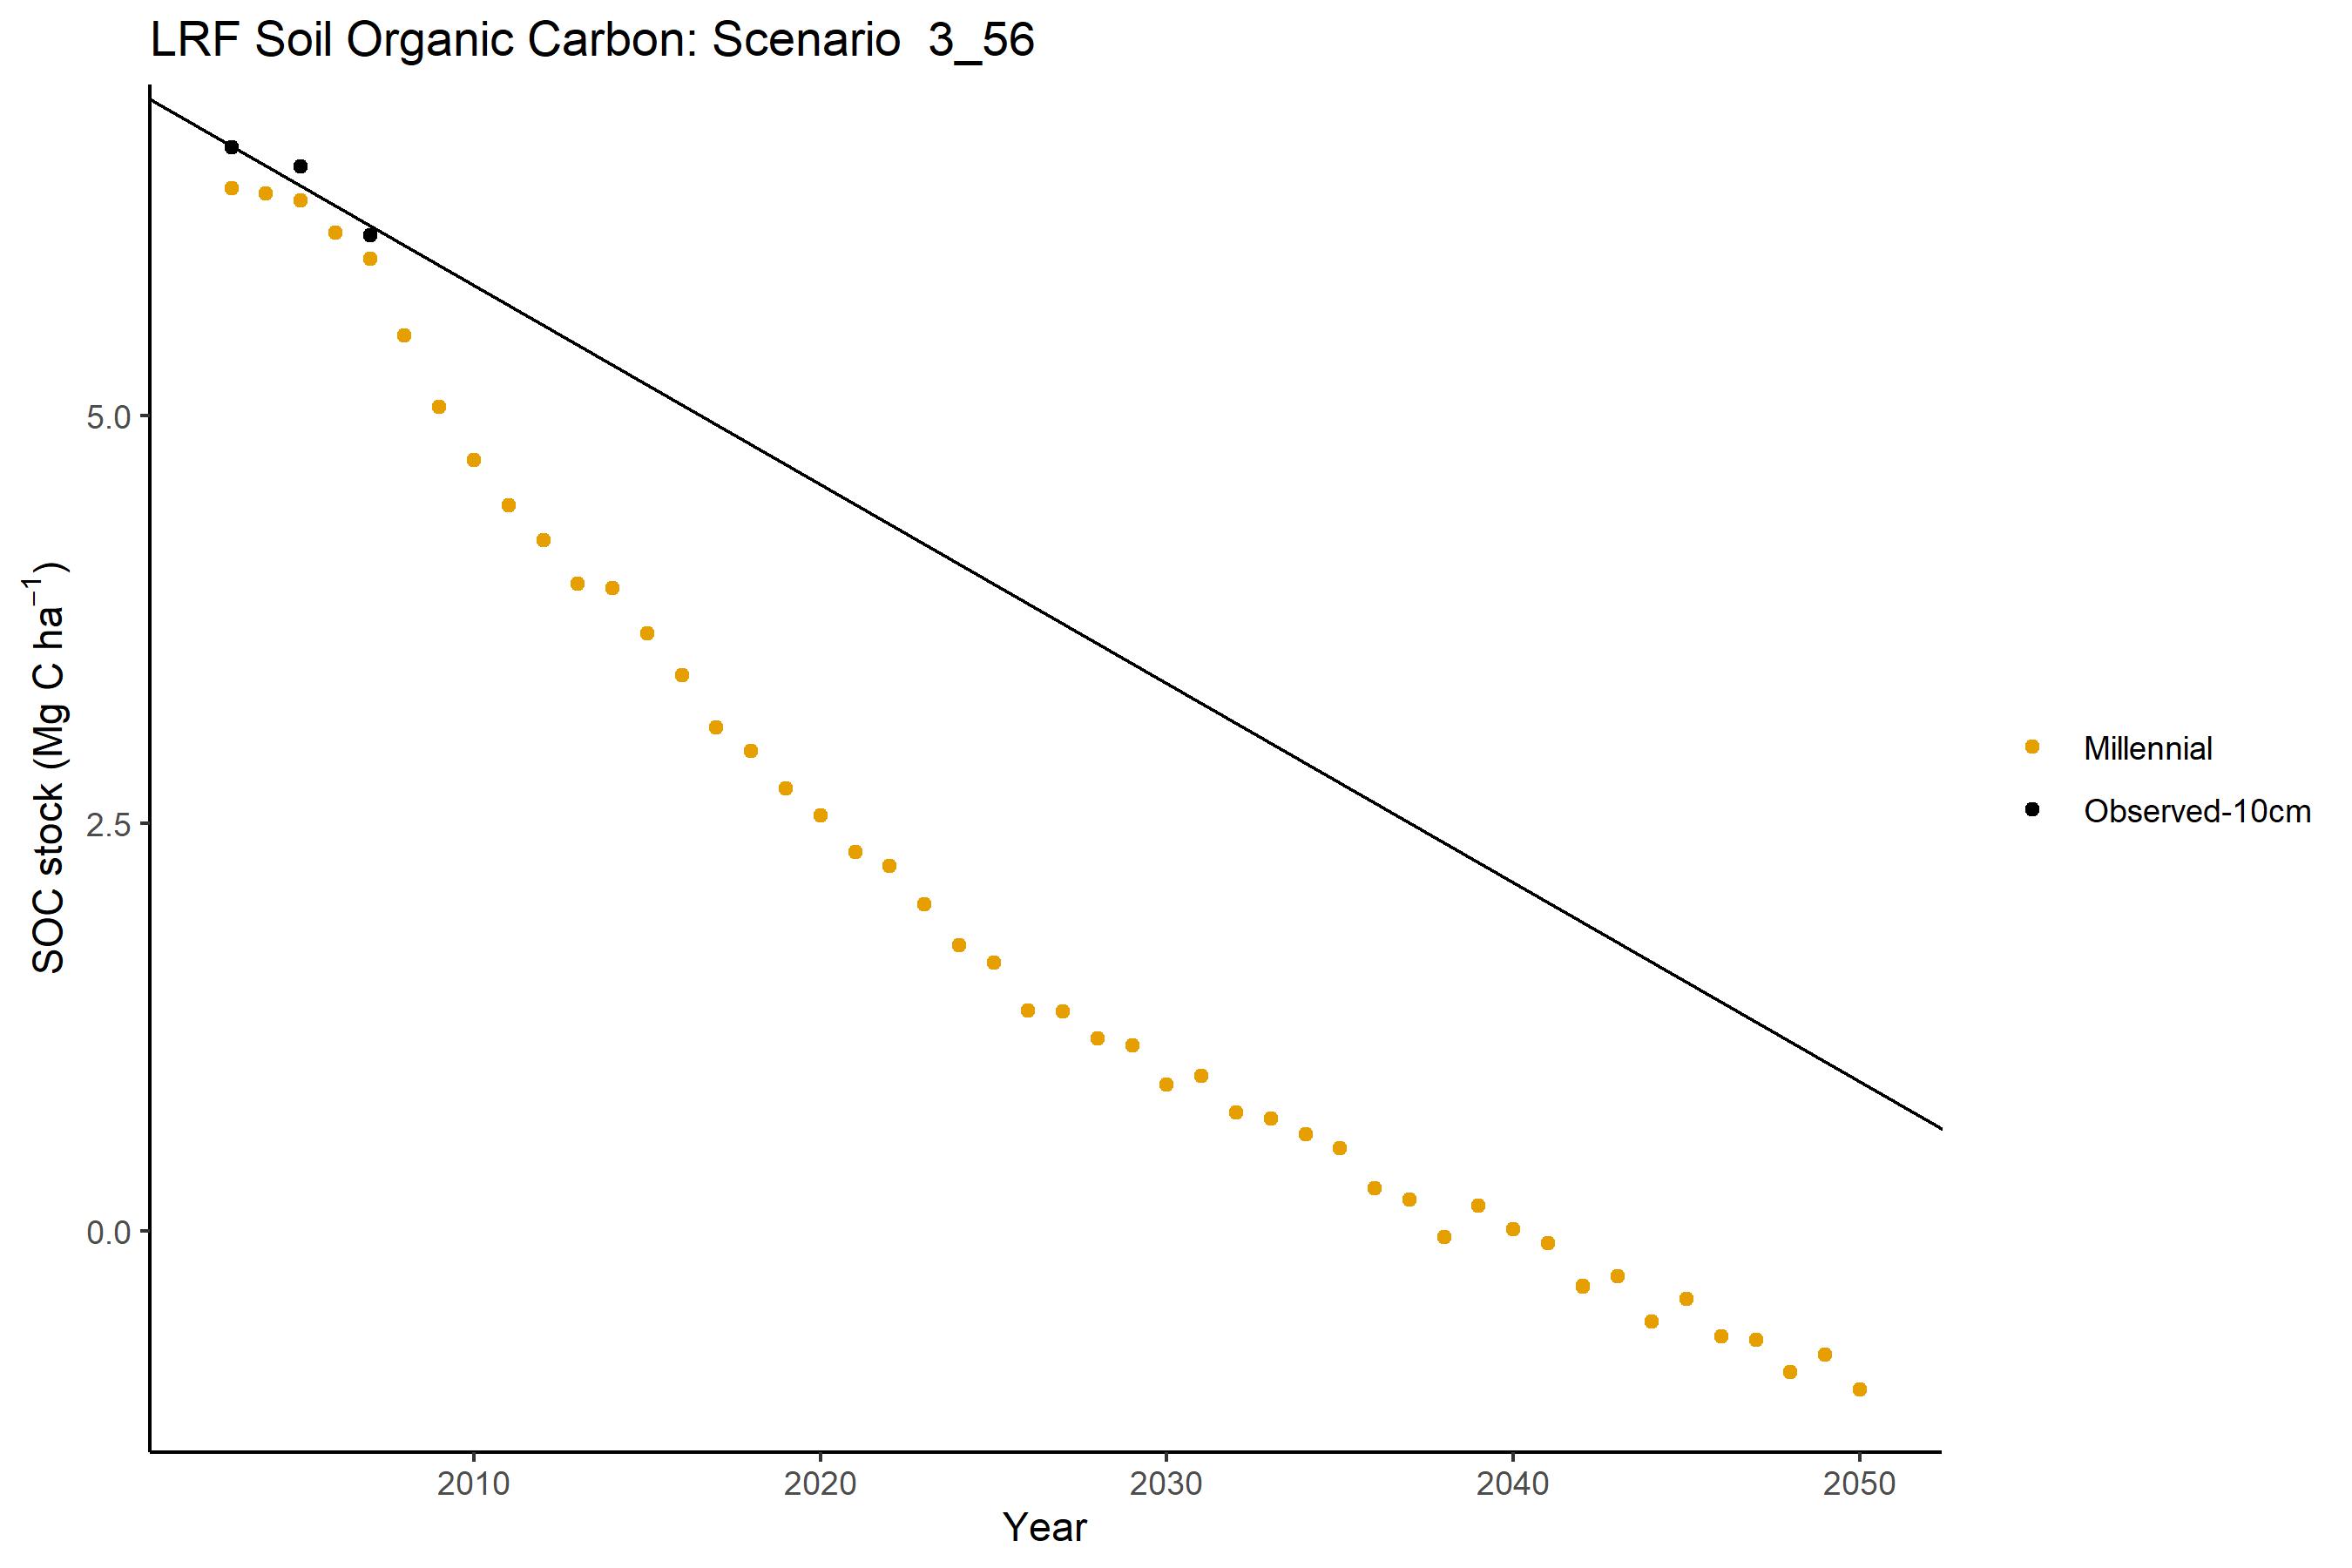 LRF Soil Organic Carbon: Scenario  3_56
SOC stock (Mg C ha⁻¹)
5.0
2.5
0.0
2010 2020 2030 2040 2050
Year
Millennial
Observed-10cm